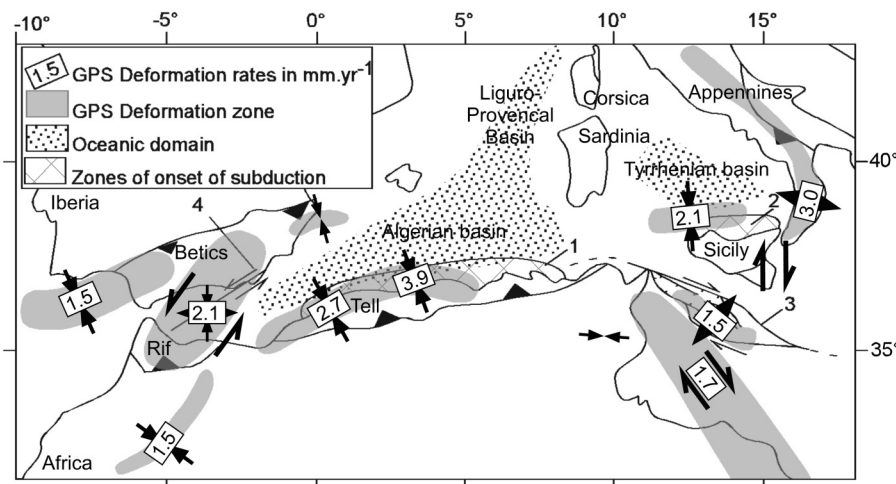 -10° -5° 0° 5° 10° 15°
1.5 GPS Deformation rates in mm.yr-1
GPS Deformation zone
Oceanic domain
Zones of onset of subduction
Liguro-
Provencal
Basin
Corsica
Sardinia
Appennines
40°
Tyrrhenian basin
Iberia
4
3.0
2.1
2
Betics
Algerian basin
1
Sicily
1.5
2.1
2.7
3.9
Tell
1.5
3
Rif
35°
1.7
1.5
Africa